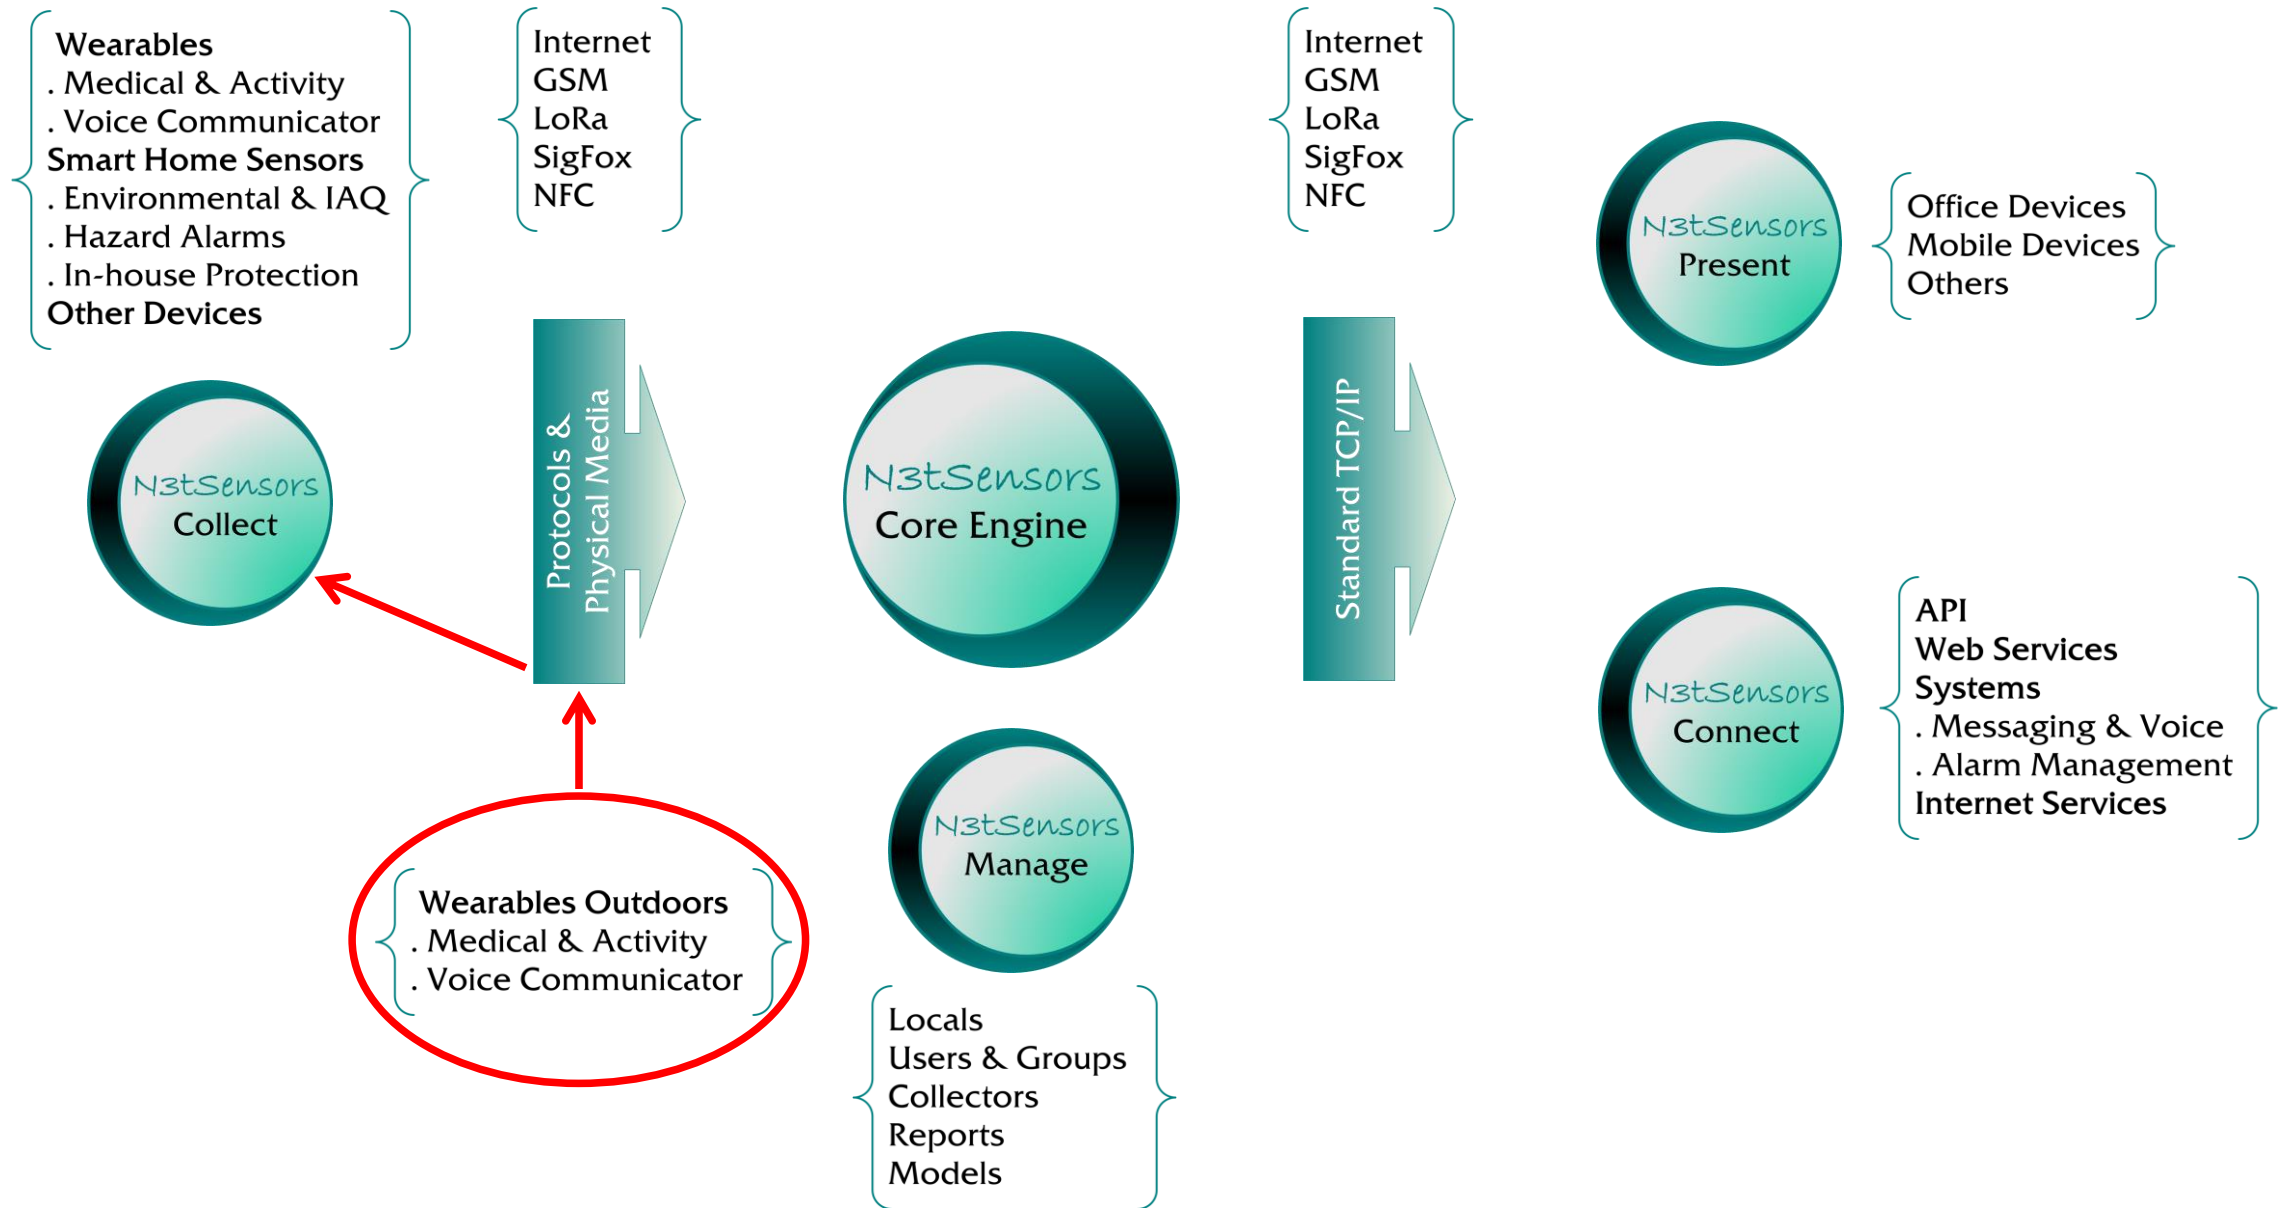 Wearables
. Medical & Activity
. Voice Communicator
Smart Home Sensors
. Environmental & IAQ
. Hazard Alarms
. In-house Protection
Other Devices
Internet
GSM
LoRa
SigFox
NFC
Internet
GSM
LoRa
SigFox
NFC
N3tSensors
Present
Office Devices
Mobile Devices
Others
N3tSensors
Collect
Protocols &
Physical Media
N3tSensors
Core Engine
Standard TCP/IP
N3tSensors
Connect
API
Web Services
Systems
. Messaging & Voice
. Alarm Management
Internet Services
Wearables Outdoors
. Medical & Activity
. Voice Communicator
N3tSensors
Manage
Locals
Users & Groups
Collectors
Reports
Models